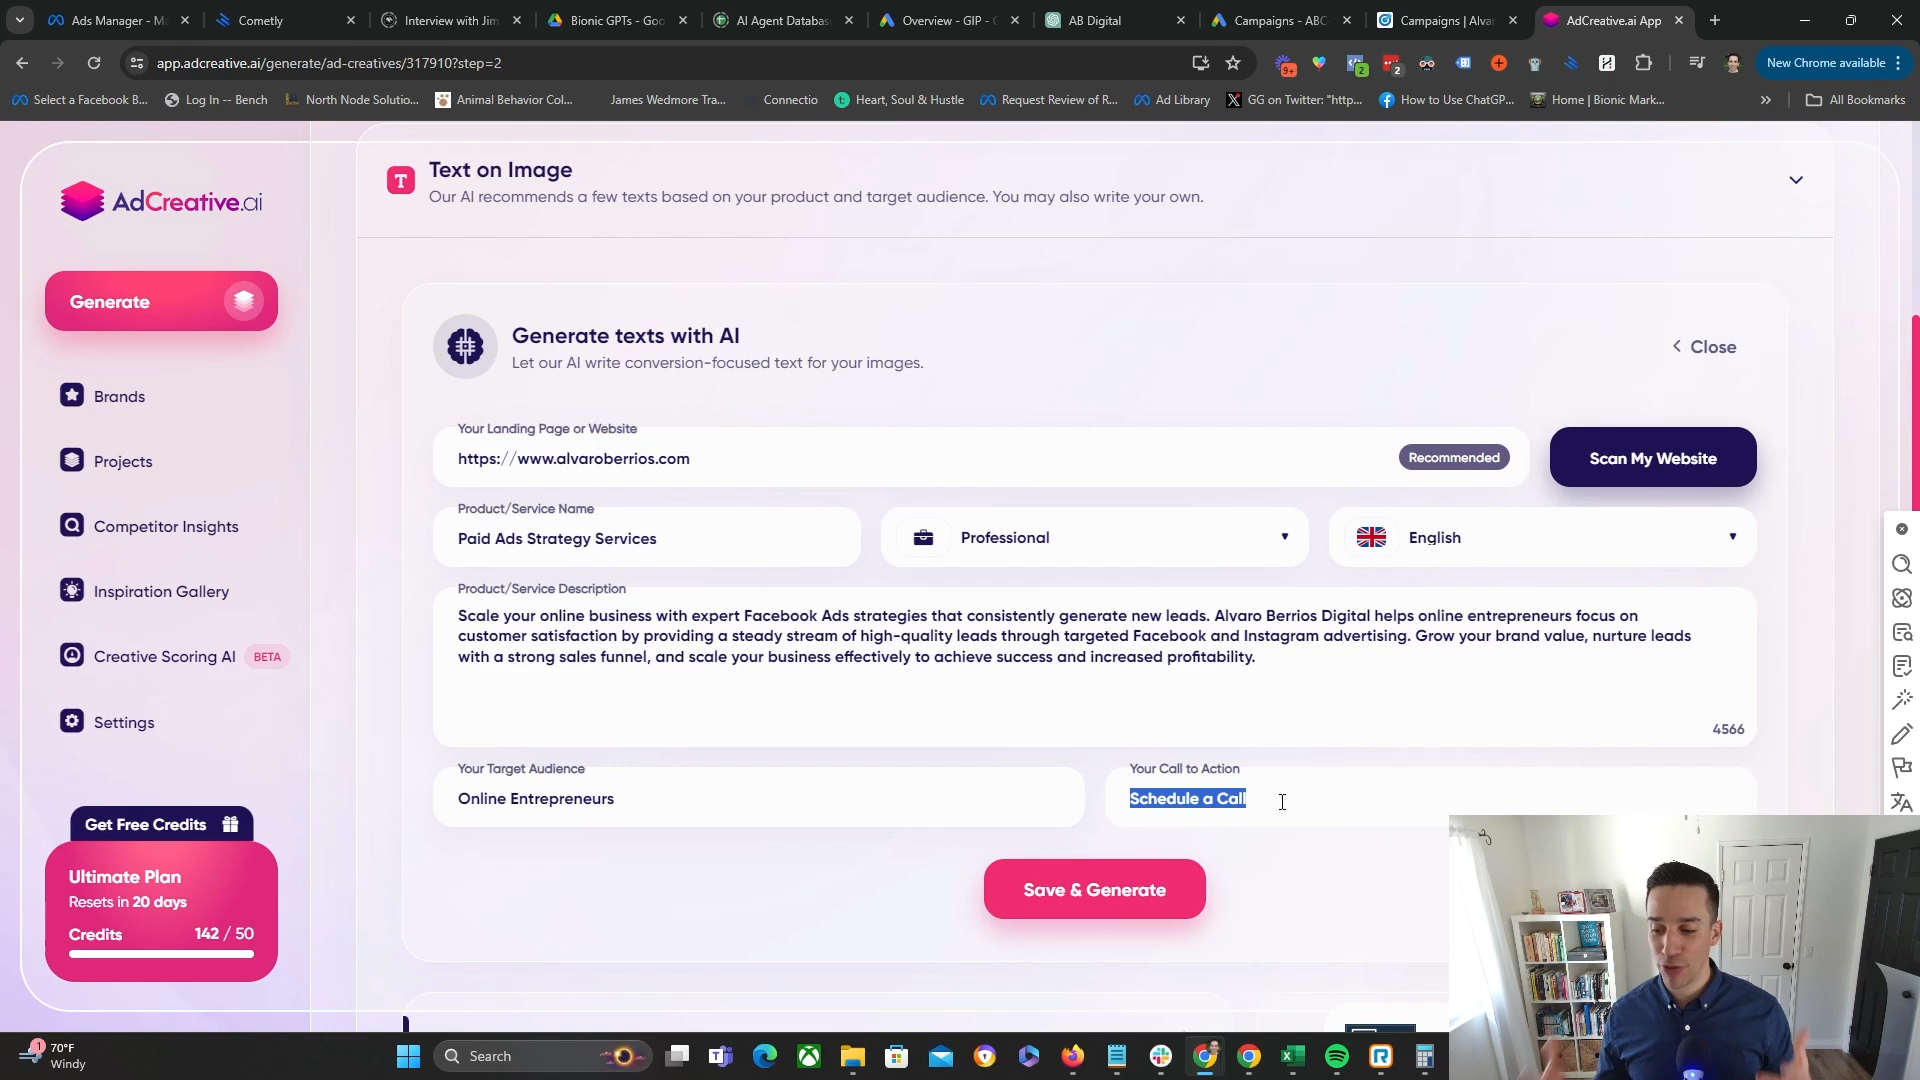 Ads Manager - Ma
Cometly
Interview with Jim
Bionic GPTs - Goo
AI Agent Databas
Overview - GIP - G
AB Digital
Campaigns - ABC
Campaigns | Alva
AdCreative.ai App
app.adcreative.ai/generate/ad-creatives/317910?step=2
9+
2
2
New Chrome available
Select a Facebook B...
Log In -- Bench
North Node Solutio...
Animal Behavior Col...
James Wedmore Tra...
Connectio
Heart, Soul & Hustle
Request Review of R...
Ad Library
GG on Twitter: "http...
How to Use ChatGP...
Home | Bionic Mark...
All Bookmarks
AdCreative.ai
Generate
Brands
Projects
Competitor Insights
Inspiration Gallery
Creative Scoring AI BETA
Settings
Get Free Credits
Ultimate Plan
Resets in 20 days
Credits 142 / 50
T
Text on Image
Our AI recommends a few texts based on your product and target audience. You may also write your own.
Generate texts with AI
Let our AI write conversion-focused text for your images.
Close
Your Landing Page or Website
https://www.alvaroberrios.com
Recommended
Scan My Website
Product/Service Name
Paid Ads Strategy Services
Professional
English
Product/Service Description
Scale your online business with expert Facebook Ads strategies that consistently generate new leads. Alvaro Berrios Digital helps online entrepreneurs focus on
customer satisfaction by providing a steady stream of high-quality leads through targeted Facebook and Instagram advertising. Grow your brand value, nurture leads
with a strong sales funnel, and scale your business effectively to achieve success and increased profitability.
4566
Your Target Audience
Online Entrepreneurs
Your Call to Action
Schedule a Call
Save & Generate
1
70°F
Windy
Search